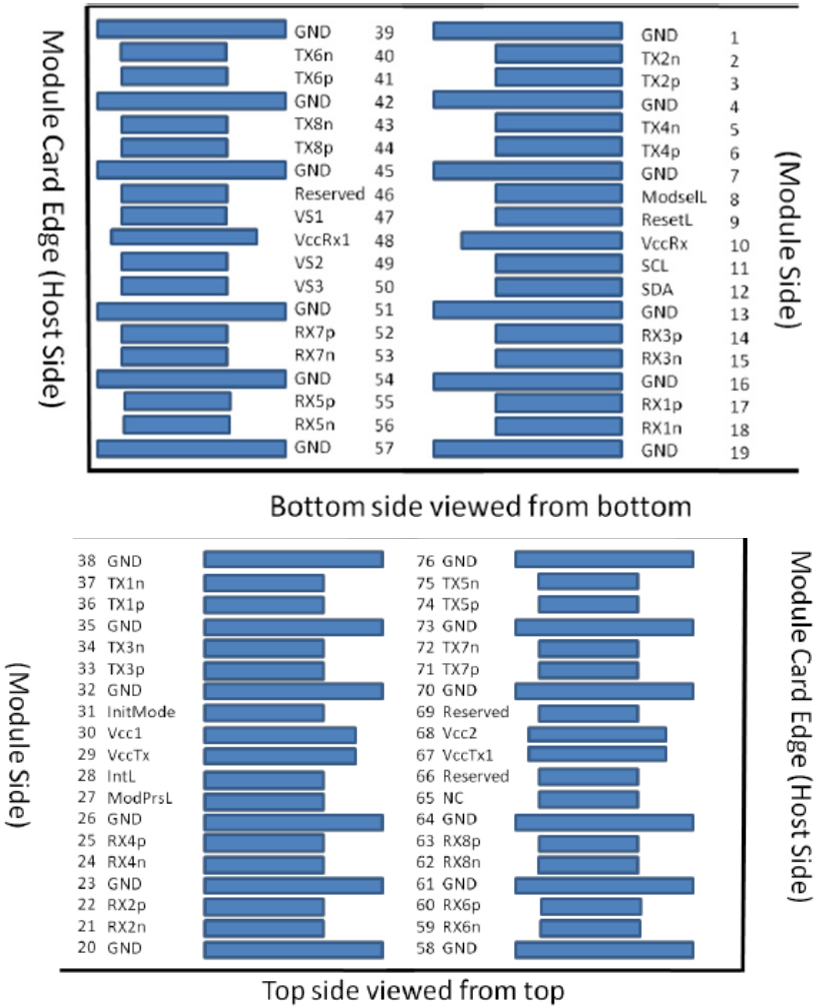 Module Card Edge (Host Side)
GND 39 GND 1
TX6n 40 TX2n 2
TX6p 41 TX2p 3
GND 42 GND 4
TX8n 43 TX4n 5
TX8p 44 TX4p 6
GND 45 GND 7
Reserved 46 ModselL 8
VS1 47 ResetL 9
VccRx1 48 VccRx 10
VS2 49 SCL 11
VS3 50 SDA 12
GND 51 GND 13
RX7p 52 RX3p 14
RX7n 53 RX3n 15
GND 54 GND 16
RX5p 55 RX1p 17
RX5n 56 RX1n 18
GND 57 GND 19
(Module Side)
Bottom side viewed from bottom
(Module Side)
38 GND 76 GND
37 TX1n 75 TX5n
36 TX1p 74 TX5p
35 GND 73 GND
34 TX3n 72 TX7n
33 TX3p 71 TX7p
32 GND 70 GND
31 InitMode 69 Reserved
30 Vcc1 68 Vcc2
29 VccTx 67 VccTx1
28 IntL 66 Reserved
27 ModPrsL 65 NC
26 GND 64 GND
25 RX4p 63 RX8p
24 RX4n 62 RX8n
23 GND 61 GND
22 RX2p 60 RX6p
21 RX2n 59 RX6n
20 GND 58 GND
Module Card Edge (Host Side)
Top side viewed from top